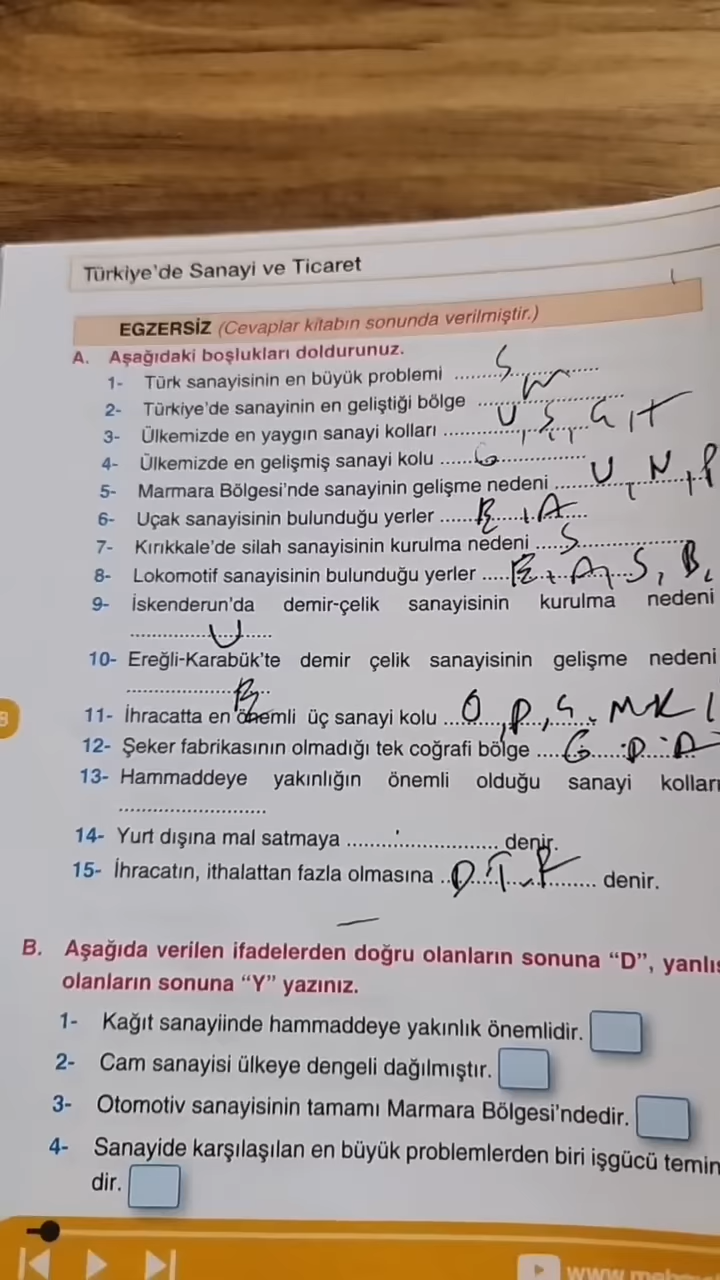 Türkiye'de Sanayi ve Ticaret
EGZERSİZ (Cevaplar kitabın sonunda verilmiştir.)
A. Aşağıdaki boşlukları doldurunuz.
1- Türk sanayisinin en büyük problemi .......... S
2- Türkiye'de sanayinin en geliştiği bölge .......... M
3- Ülkemizde en yaygın sanayi kolları .......... U, S, G, T
4- Ülkemizde en gelişmiş sanayi kolu .......... G
5- Marmara Bölgesi'nde sanayinin gelişme nedeni .......... U, N, P
6- Uçak sanayisinin bulunduğu yerler .......... E, A
7- Kırıkkale'de silah sanayisinin kurulma nedeni .......... S
8- Lokomotif sanayisinin bulunduğu yerler .......... E, A, S, B,
9- İskenderun'da demir-çelik sanayisinin kurulma nedeni
.......... U
10- Ereğli-Karabük'te demir çelik sanayisinin gelişme nedeni
..........
11- İhracatta en önemli üç sanayi kolu .......... O, D, G, MK
12- Şeker fabrikasının olmadığı tek coğrafi bölge .......... G.D.A
13- Hammaddeye yakınlığın önemli olduğu sanayi kolları
..........
14- Yurt dışına mal satmaya .......... denir.
15- İhracatın, ithalattan fazla olmasına .......... denir.
B. Aşağıda verilen ifadelerden doğru olanların sonuna "D", yanlış
olanların sonuna "Y" yazınız.
1- Kağıt sanayiinde hammaddeye yakınlık önemlidir.
2- Cam sanayisi ülkeye dengeli dağılmıştır.
3- Otomotiv sanayisinin tamamı Marmara Bölgesi'ndedir.
4- Sanayide karşılaşılan en büyük problemlerden biri işgücü temin
dir.